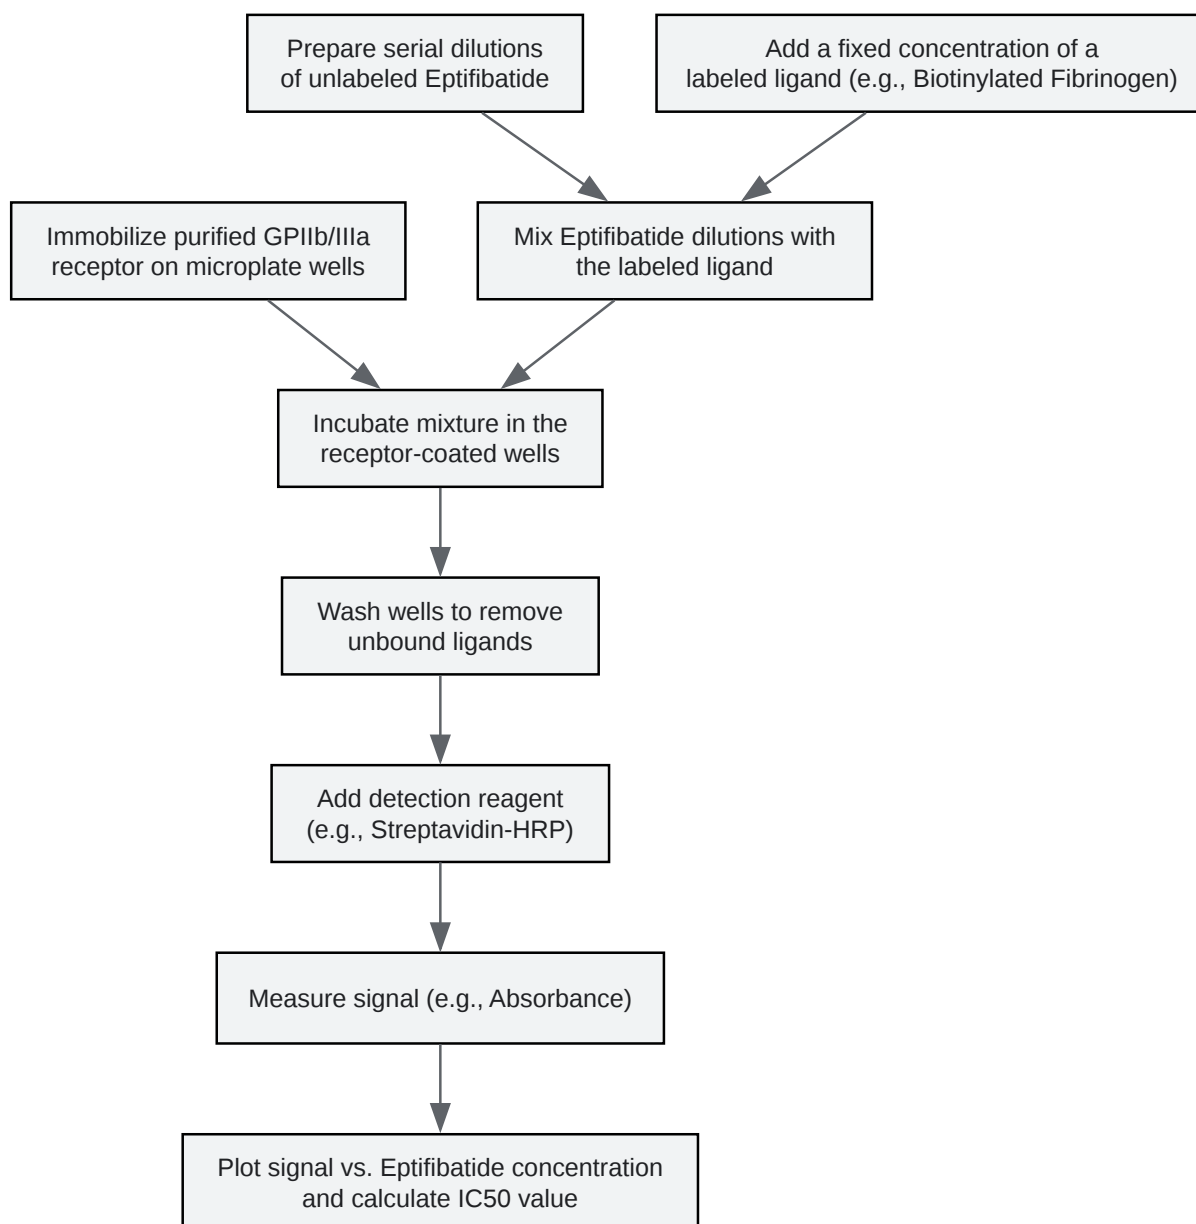 Prepare serial dilutions
of unlabeled Eptifibatide
Add a fixed concentration of a
labeled ligand (e.g., Biotinylated Fibrinogen)
Immobilize purified GPIIb/IIIa
receptor on microplate wells
Mix Eptifibatide dilutions with
the labeled ligand
Incubate mixture in the
receptor-coated wells
Wash wells to remove
unbound ligands
Add detection reagent
(e.g., Streptavidin-HRP)
Measure signal (e.g., Absorbance)
Plot signal vs. Eptifibatide concentration
and calculate IC50 value